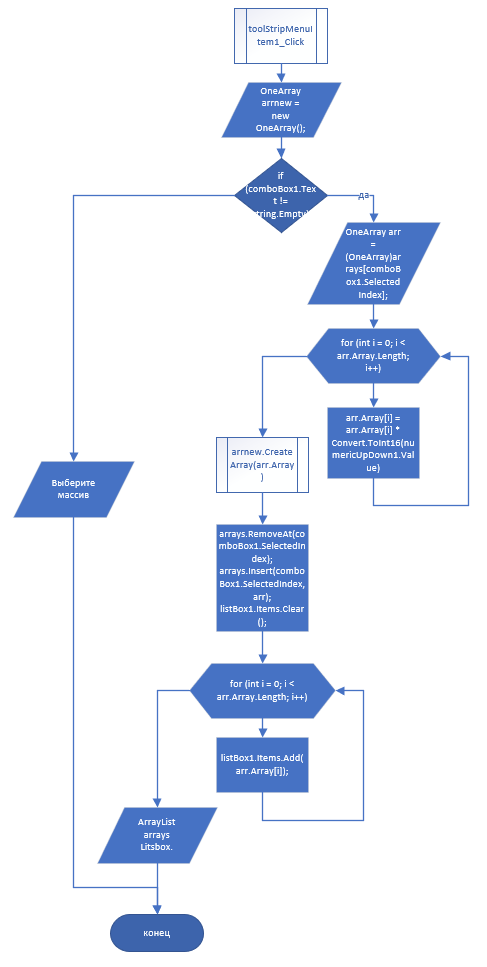 toolStripMenuI
tem1_Click
OneArray
arrnew =
new
OneArray();
if
(comboBox1.Tex
t !=
string.Empty)
да
OneArray arr
=
(OneArray)ar
rays[comboB
ox1.Selected
Index];
for (int i = 0; i <
arr.Array.Length;
i++)
arr.Array[i] =
arr.Array[i] *
Convert.ToInt16(nu
mericUpDown1.Val
ue)
arrnew.Create
Array(arr.Array
)
Выберите
массив
arrays.RemoveAt(co
mboBox1.SelectedIn
dex);
arrays.Insert(combo
Box1.SelectedIndex,
arr);
listBox1.Items.Clear
();
for (int i = 0; i <
arr.Array.Length; i++)
listBox1.Items.Add(
arr.Array[i]);
ArrayList
arrays
Litsbox.
конец